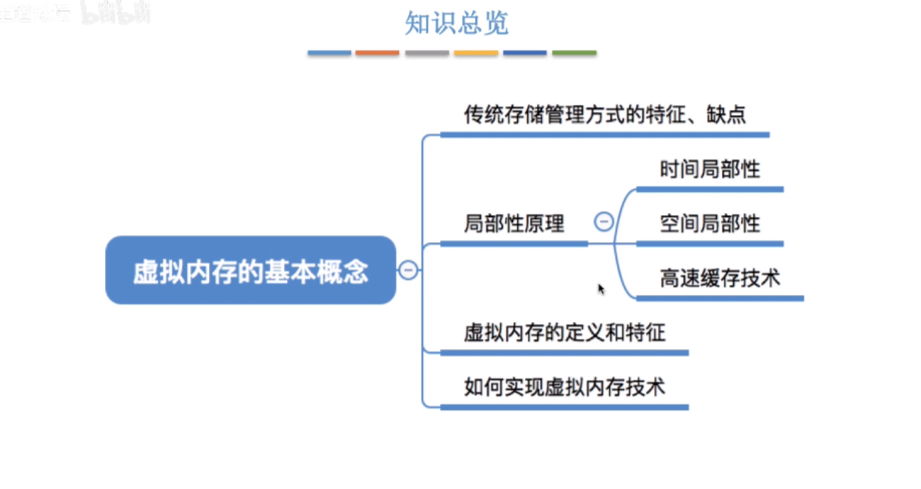 知识总览
传统存储管理方式的特征、缺点
时间局部性
局部性原理
空间局部性
高速缓存技术
虚拟内存的基本概念
虚拟内存的定义和特征
如何实现虚拟内存技术